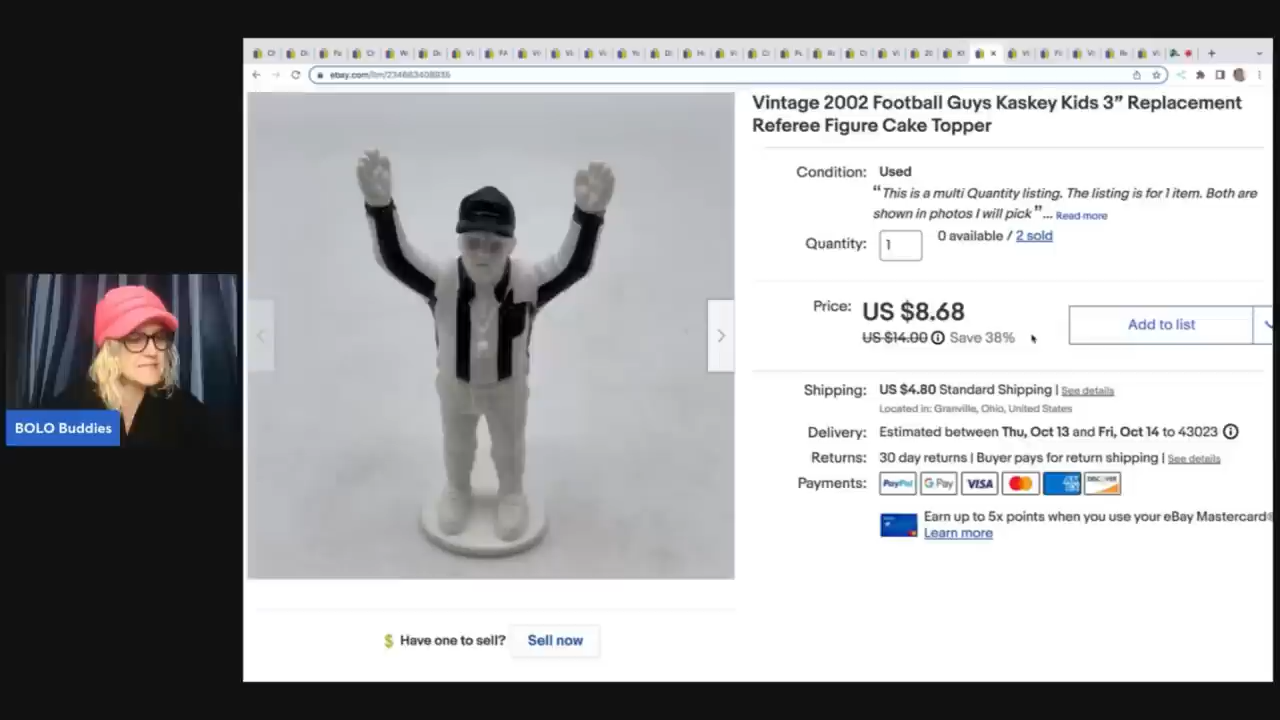 ebay.com/itm/
Vintage 2002 Football Guys Kaskey Kids 3” Replacement
Referee Figure Cake Topper
Condition: Used
“This is a multi Quantity listing. The listing is for 1 item. Both are
shown in photos I will pick”... Read more
Quantity: 1 0 available / 2 sold
Price: US $8.68 Add to list
US $14.00 Save 38%
Shipping: US $4.80 Standard Shipping | See details
Located in: Granville, Ohio, United States
Delivery: Estimated between Thu, Oct 13 and Fri, Oct 14 to 43023
Returns: 30 day returns | Buyer pays for return shipping | See details
Payments: PayPal G Pay VISA DISCOVER
Earn up to 5x points when you use your eBay Mastercard®
Learn more
BOLO Buddies
$ Have one to sell? Sell now